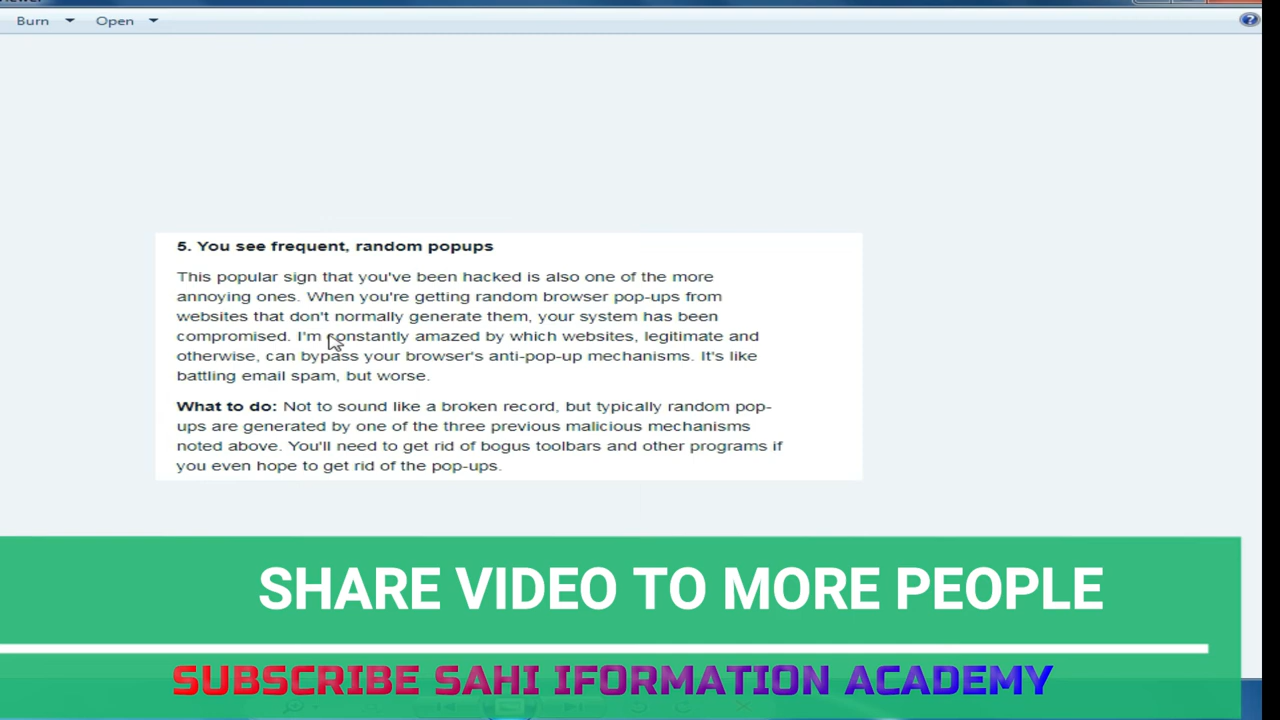 Burn Open
5. You see frequent, random popups
This popular sign that you've been hacked is also one of the more
annoying ones. When you're getting random browser pop-ups from
websites that don't normally generate them, your system has been
compromised. I'm constantly amazed by which websites, legitimate and
otherwise, can bypass your browser's anti-pop-up mechanisms. It's like
battling email spam, but worse.
What to do: Not to sound like a broken record, but typically random pop-
ups are generated by one of the three previous malicious mechanisms
noted above. You'll need to get rid of bogus toolbars and other programs if
you even hope to get rid of the pop-ups.
SHARE VIDEO TO MORE PEOPLE
SUBSCRIBE SAHI IFORMATION ACADEMY